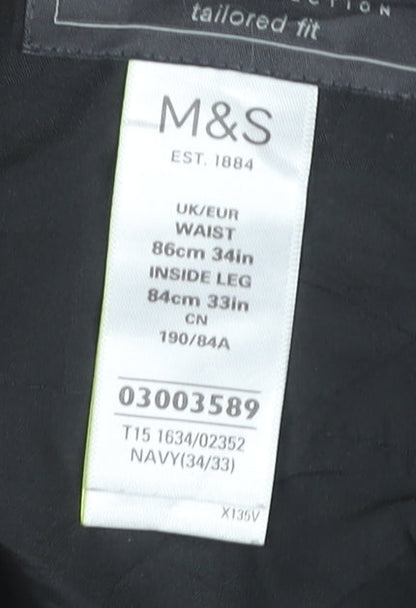 tailored fit
M&S
EST. 1884
UK/EUR
WAIST
86cm 34in
INSIDE LEG
84cm 33in
CN
190/84A
03003589
T15 1634/02352
NAVY(34/33)
X135V